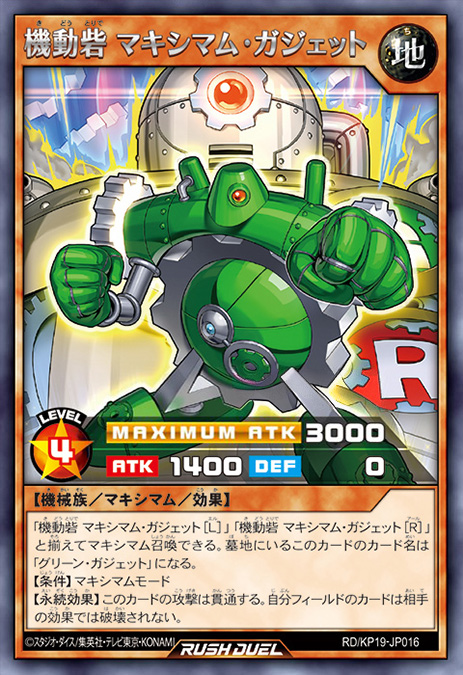 機動砦 マキシマム・ガジェット
地
R
LEVEL
4
MAXIMUM ATK 3000
ATK 1400 DEF 0
【機械族／マキシマム／効果】
「機動砦 マキシマム・ガジェット[L]」「機動砦 マキシマム・ガジェット[R]」
と揃えてマキシマム召喚できる。墓地にいるこのカードのカード名は
「グリーン・ガジェット」になる。
【条件】マキシマムモード
【永続効果】このカードの攻撃は貫通する。自分フィールドのカードは相手
の効果では破壊されない。
©スタジオ・ダイス/集英社・テレビ東京・KONAMI
RUSH DUEL
RD/KP19-JP016